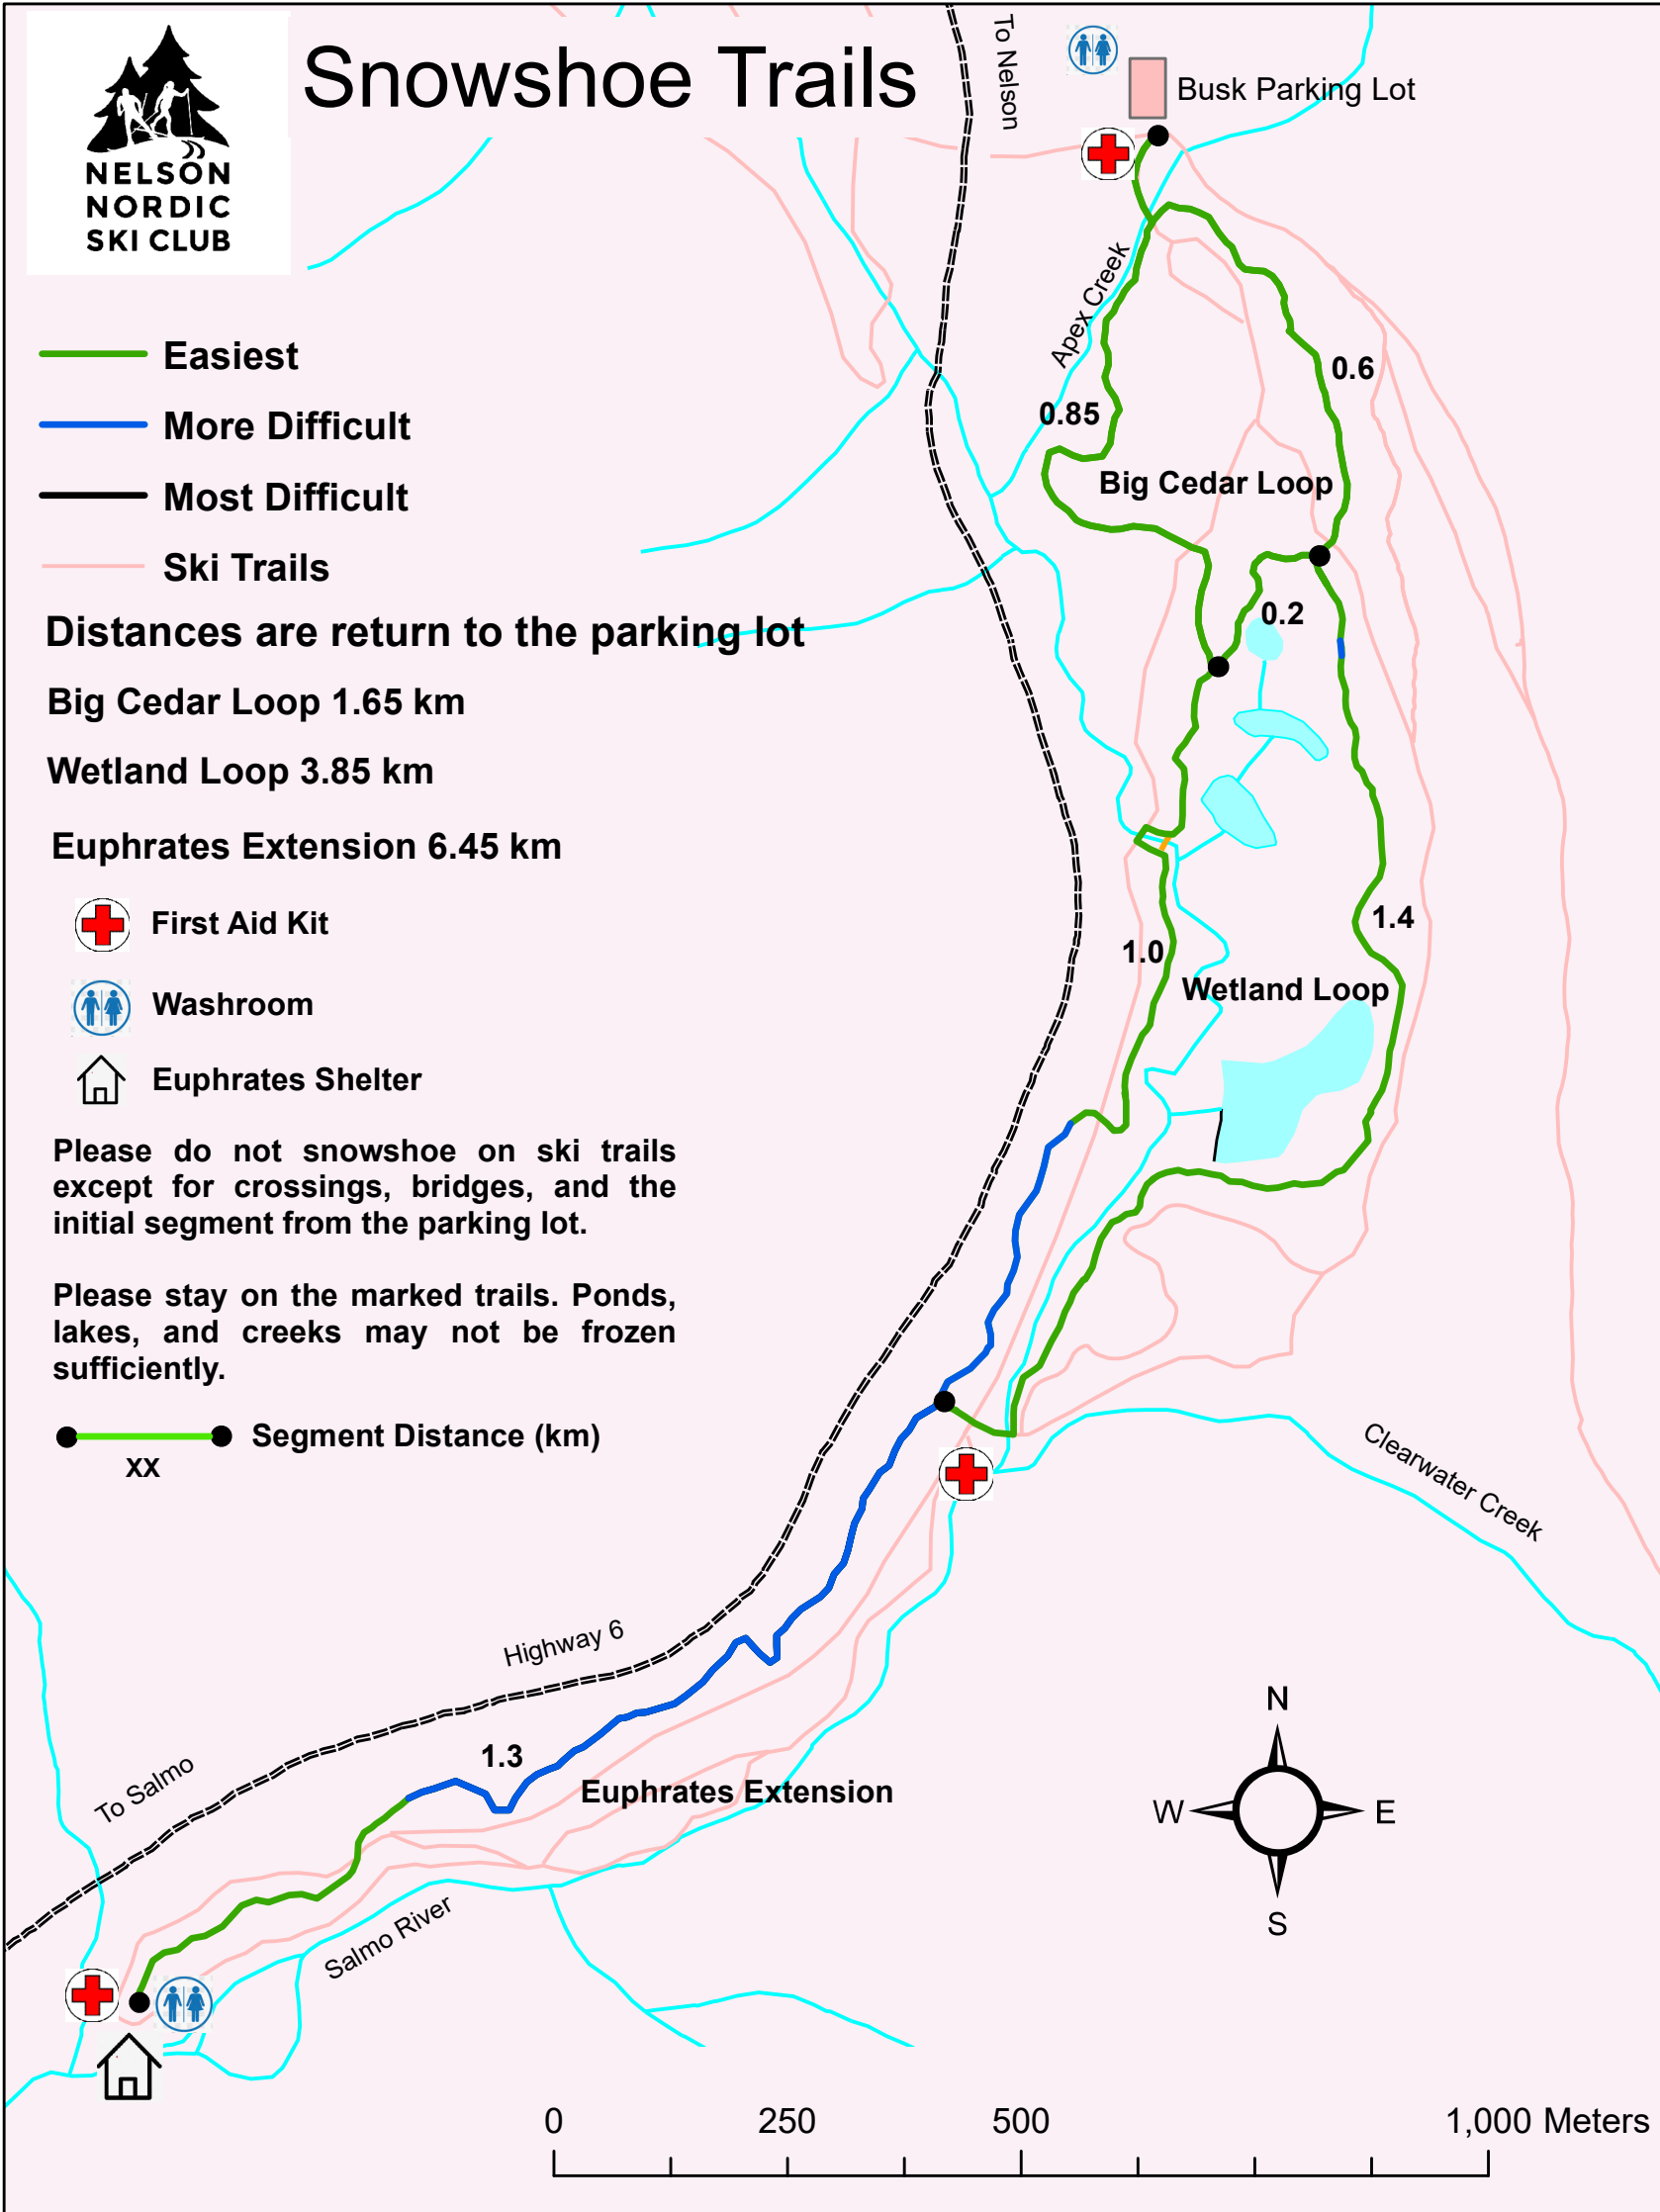 NELSON
NORDIC
SKI CLUB
Snowshoe Trails
To Nelson
Busk Parking Lot
Apex Creek
Easiest
More Difficult
Most Difficult
Ski Trails
Distances are return to the parking lot
Big Cedar Loop 1.65 km
Wetland Loop 3.85 km
Euphrates Extension 6.45 km
First Aid Kit
Washroom
Euphrates Shelter
Please do not snowshoe on ski trails
except for crossings, bridges, and the
initial segment from the parking lot.
Please stay on the marked trails. Ponds,
lakes, and creeks may not be frozen
sufficiently.
Segment Distance (km)
xx
0.6
0.85
Big Cedar Loop
0.2
1.4
1.0
Wetland Loop
Clearwater Creek
Highway 6
To Salmo
1.3
Euphrates Extension
Salmo River
N
W
E
S
0 250 500 1,000 Meters